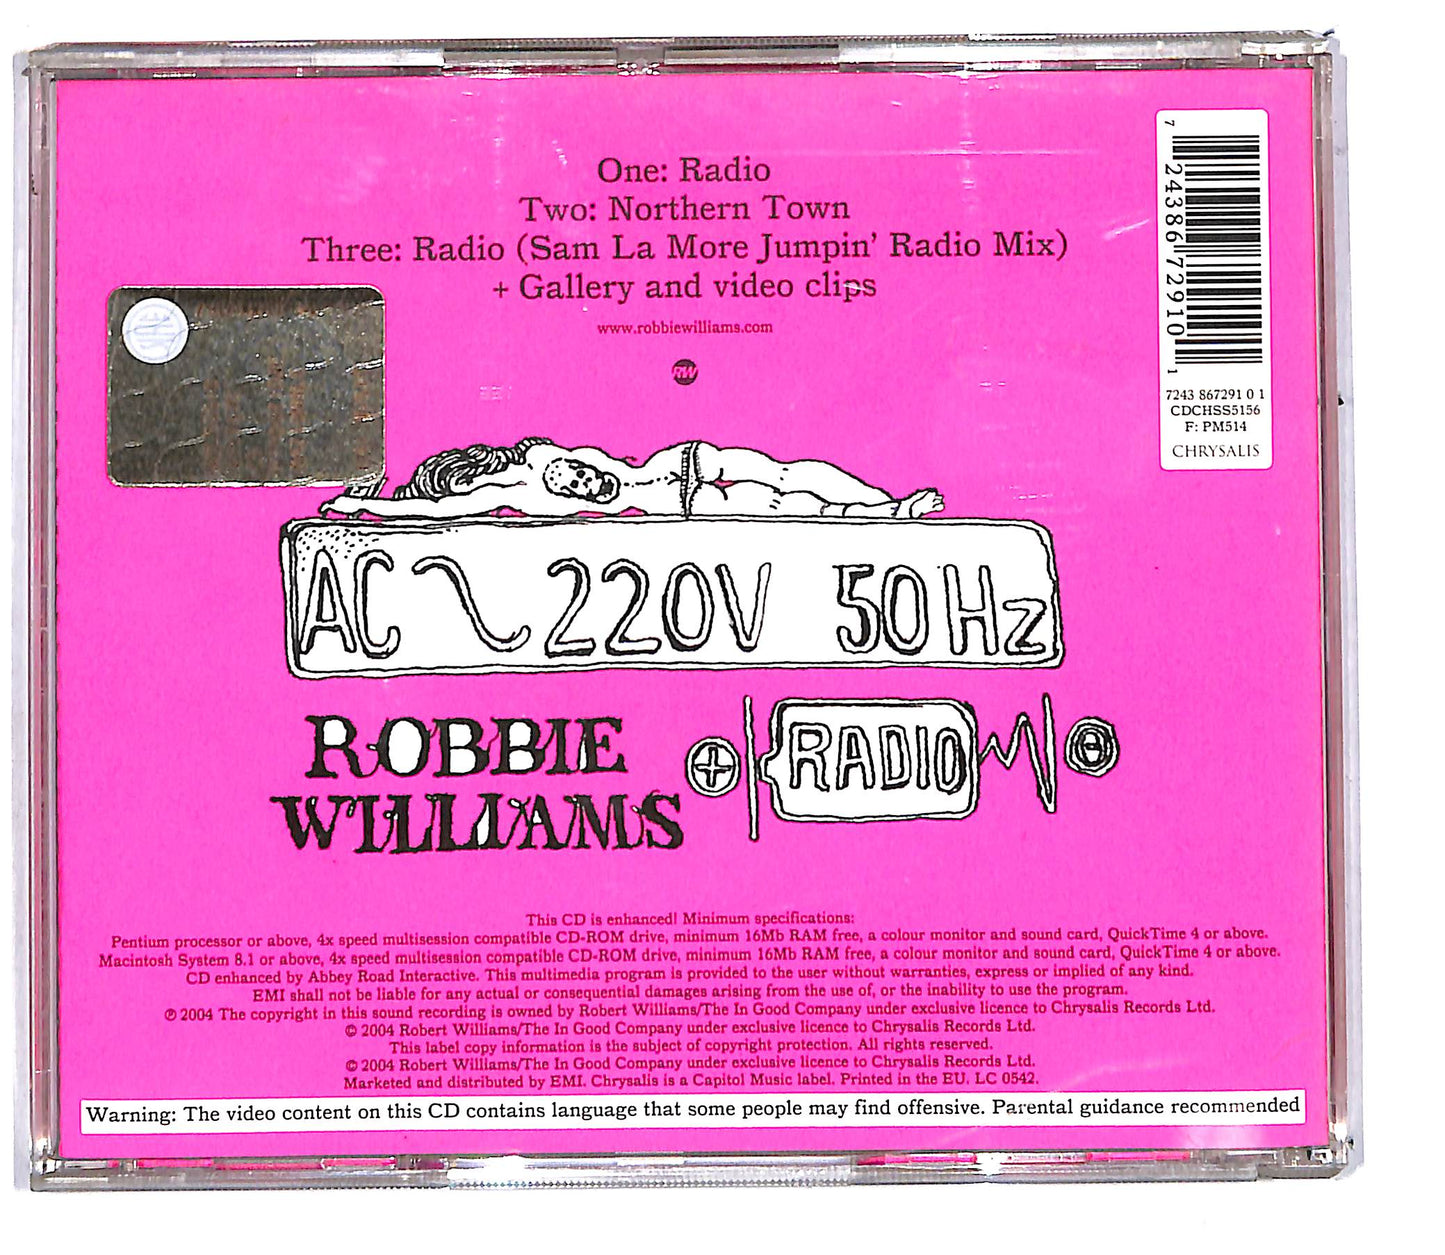 One: Radio
Two: Northern Town
Three: Radio (Sam La More Jumpin' Radio Mix)
+ Gallery and video clips
www.robbiewilliams.com
RW
7 24386 72910 1
7243 867291 0 1
CDCHSS5156
F: PM514
CHRYSALIS
AC 220V 50Hz
ROBBIE
WILLIAMS
RADIO
This CD is enhanced! Minimum specifications:
Pentium processor or above, 4x speed multisession compatible CD-ROM drive, minimum 16Mb RAM free, a colour monitor and sound card, QuickTime 4 or above.
Macintosh System 8.1 or above, 4x speed multisession compatible CD-ROM drive, minimum 16Mb RAM free, a colour monitor and sound card, QuickTime 4 or above.
CD enhanced by Abbey Road Interactive. This multimedia program is provided to the user without warranties, express or implied of any kind.
EMI shall not be liable for any actual or consequential damages arising from the use of, or the inability to use the program.
℗ 2004 The copyright in this sound recording is owned by Robert Williams/The In Good Company under exclusive licence to Chrysalis Records Ltd.
© 2004 Robert Williams/The In Good Company under exclusive licence to Chrysalis Records Ltd.
This label copy information is the subject of copyright protection. All rights reserved.
© 2004 Robert Williams/The In Good Company under exclusive licence to Chrysalis Records Ltd.
Marketed and distributed by EMI. Chrysalis is a Capitol Music label. Printed in the EU. LC 0542.
Warning: The video content on this CD contains language that some people may find offensive. Parental guidance recommended